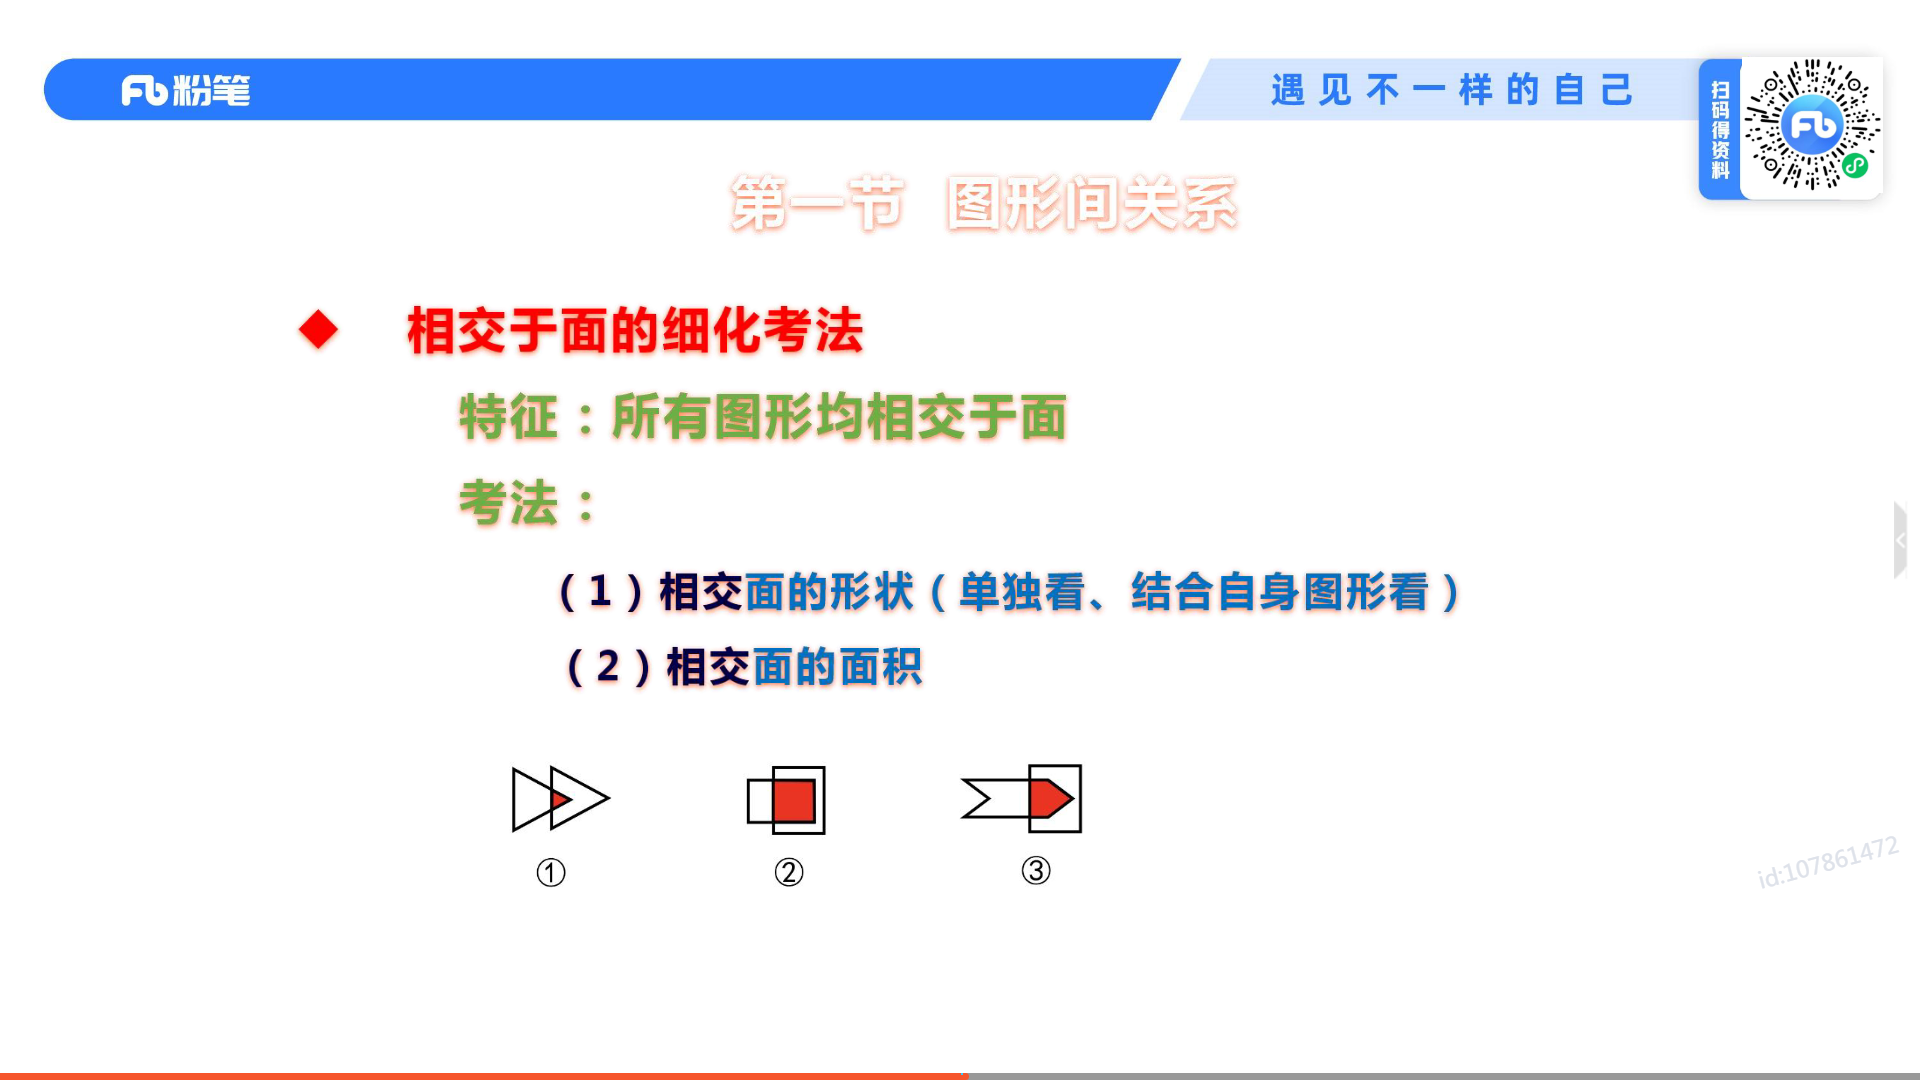 粉笔
遇见不一样的自己
扫码得资料
第一节 图形间关系
◆ 相交于面的细化考法
特征：所有图形均相交于面
考法：
（1）相交面的形状（单独看、结合自身图形看）
（2）相交面的面积
① ② ③
id:107861472